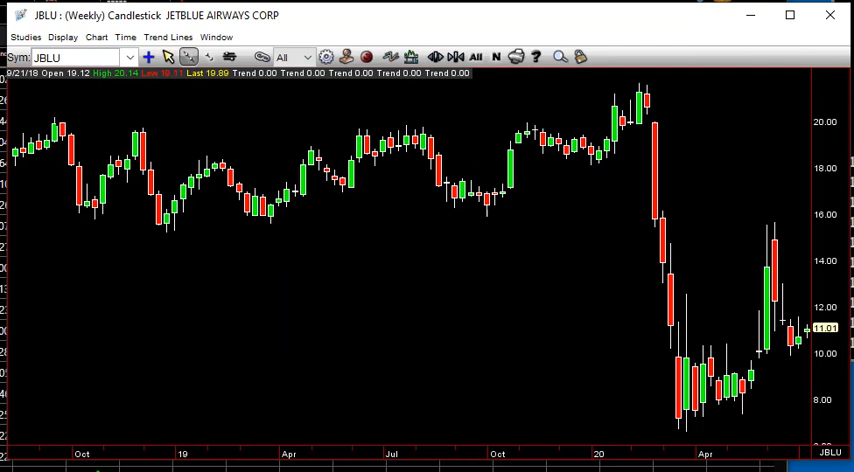 JBLU : (Weekly) Candlestick JETBLUE AIRWAYS CORP
Studies Display Chart Time Trend Lines Window
Sym: JBLU All All N ?
9/21/18 Open 19.12 High 20.14 Low 19.11 Last 19.89 Trend 0.00 Trend 0.00 Trend 0.00 Trend 0.00 Trend 0.00
20.00
18.00
16.00
14.00
12.00
11.01
10.00
8.00
Oct 19 Apr Jul Oct 20 Apr JBLU